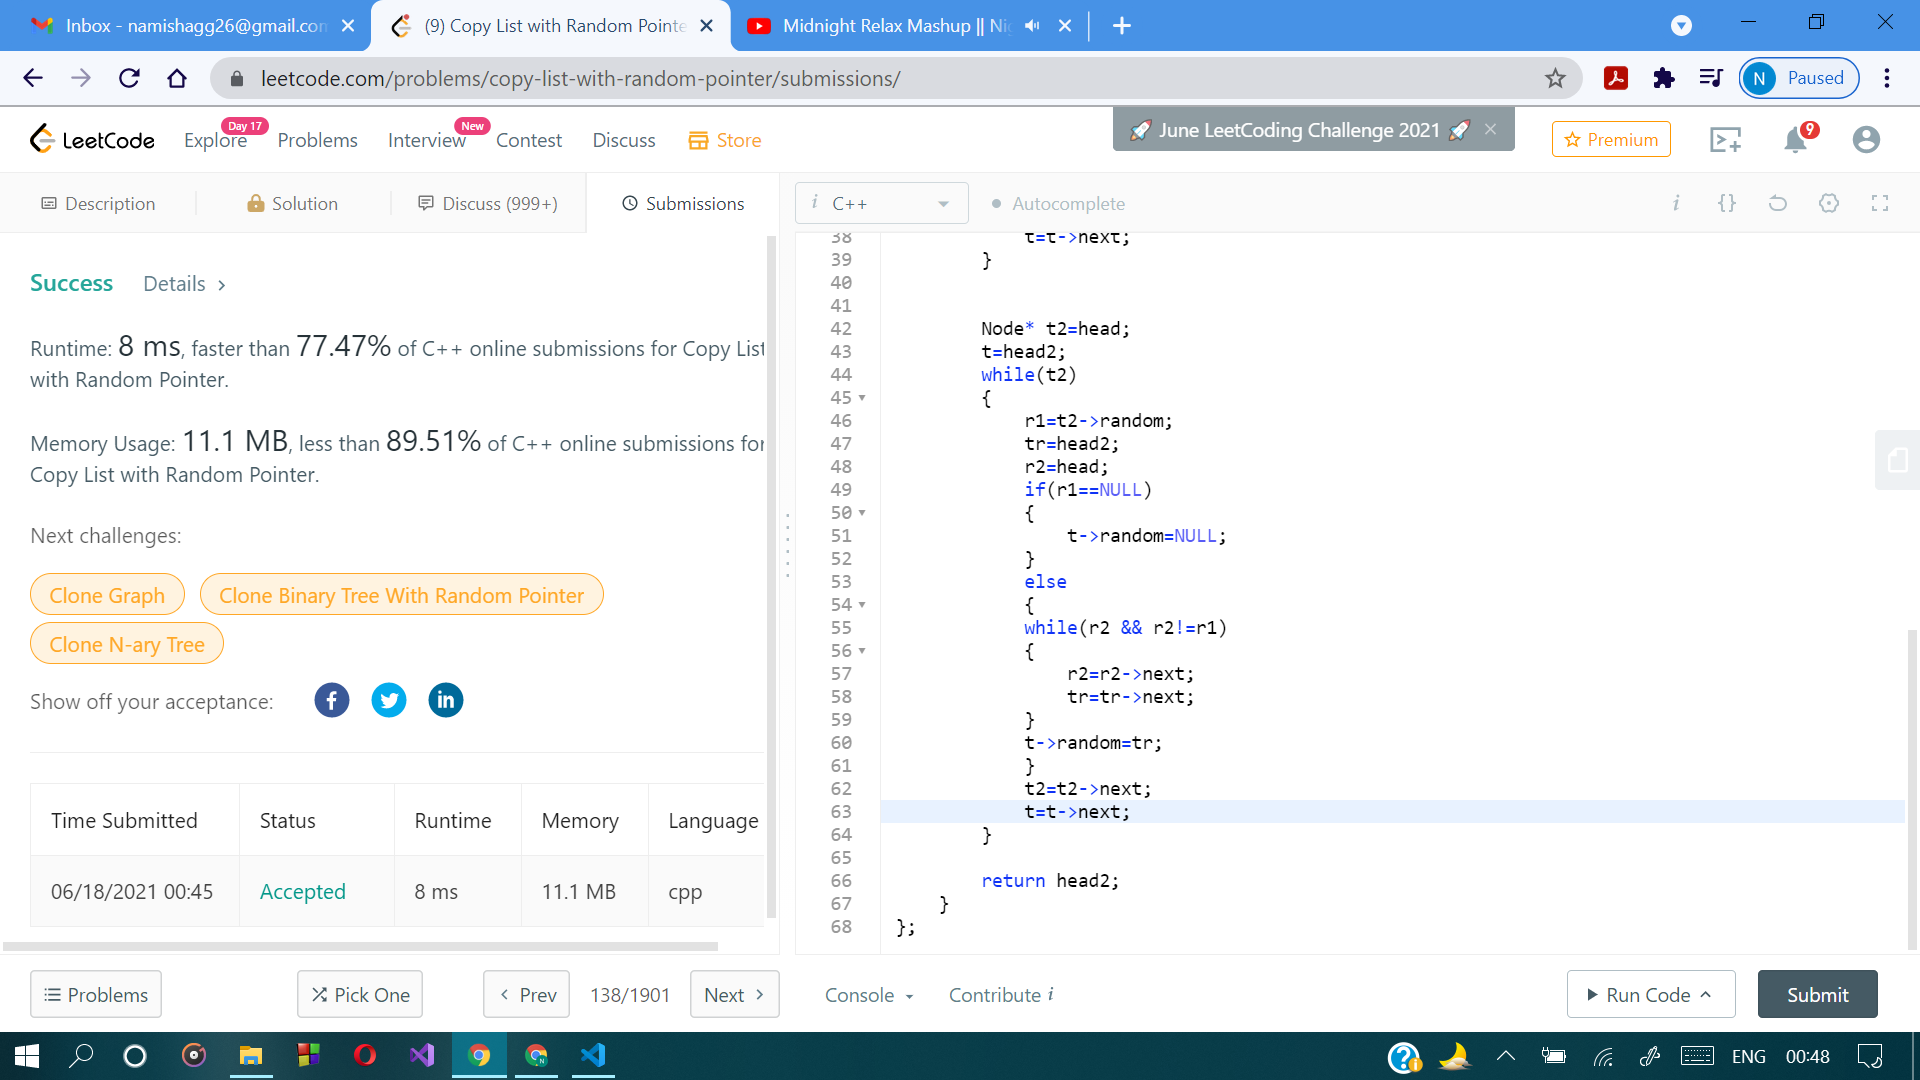 Inbox - namishagg26@gmail.com
(9) Copy List with Random Pointe
Midnight Relax Mashup || Ni
leetcode.com/problems/copy-list-with-random-pointer/submissions/
N Paused
LeetCode
Explore
Day 17
Problems
Interview
New
Contest
Discuss
Store
🚀 June LeetCoding Challenge 2021 🚀
Premium
9
Description
Solution
Discuss (999+)
Submissions
i C++
Autocomplete
Success
Details
Runtime: 8 ms, faster than 77.47% of C++ online submissions for Copy List
with Random Pointer.
Memory Usage: 11.1 MB, less than 89.51% of C++ online submissions for
Copy List with Random Pointer.
Next challenges:
Clone Graph
Clone Binary Tree With Random Pointer
Clone N-ary Tree
Show off your acceptance:
Time Submitted Status Runtime Memory Language
06/18/2021 00:45 Accepted 8 ms 11.1 MB cpp
38 t=t->next;
39 }
40
41
42 Node* t2=head;
43 t=head2;
44 while(t2)
45 {
46 r1=t2->random;
47 tr=head2;
48 r2=head;
49 if(r1==NULL)
50 {
51 t->random=NULL;
52 }
53 else
54 {
55 while(r2 && r2!=r1)
56 {
57 r2=r2->next;
58 tr=tr->next;
59 }
60 t->random=tr;
61 }
62 t2=t2->next;
63 t=t->next;
64 }
65
66 return head2;
67 }
68 };
Problems
Pick One
Prev
138/1901
Next
Console
Contribute i
Run Code
Submit
ENG
00:48